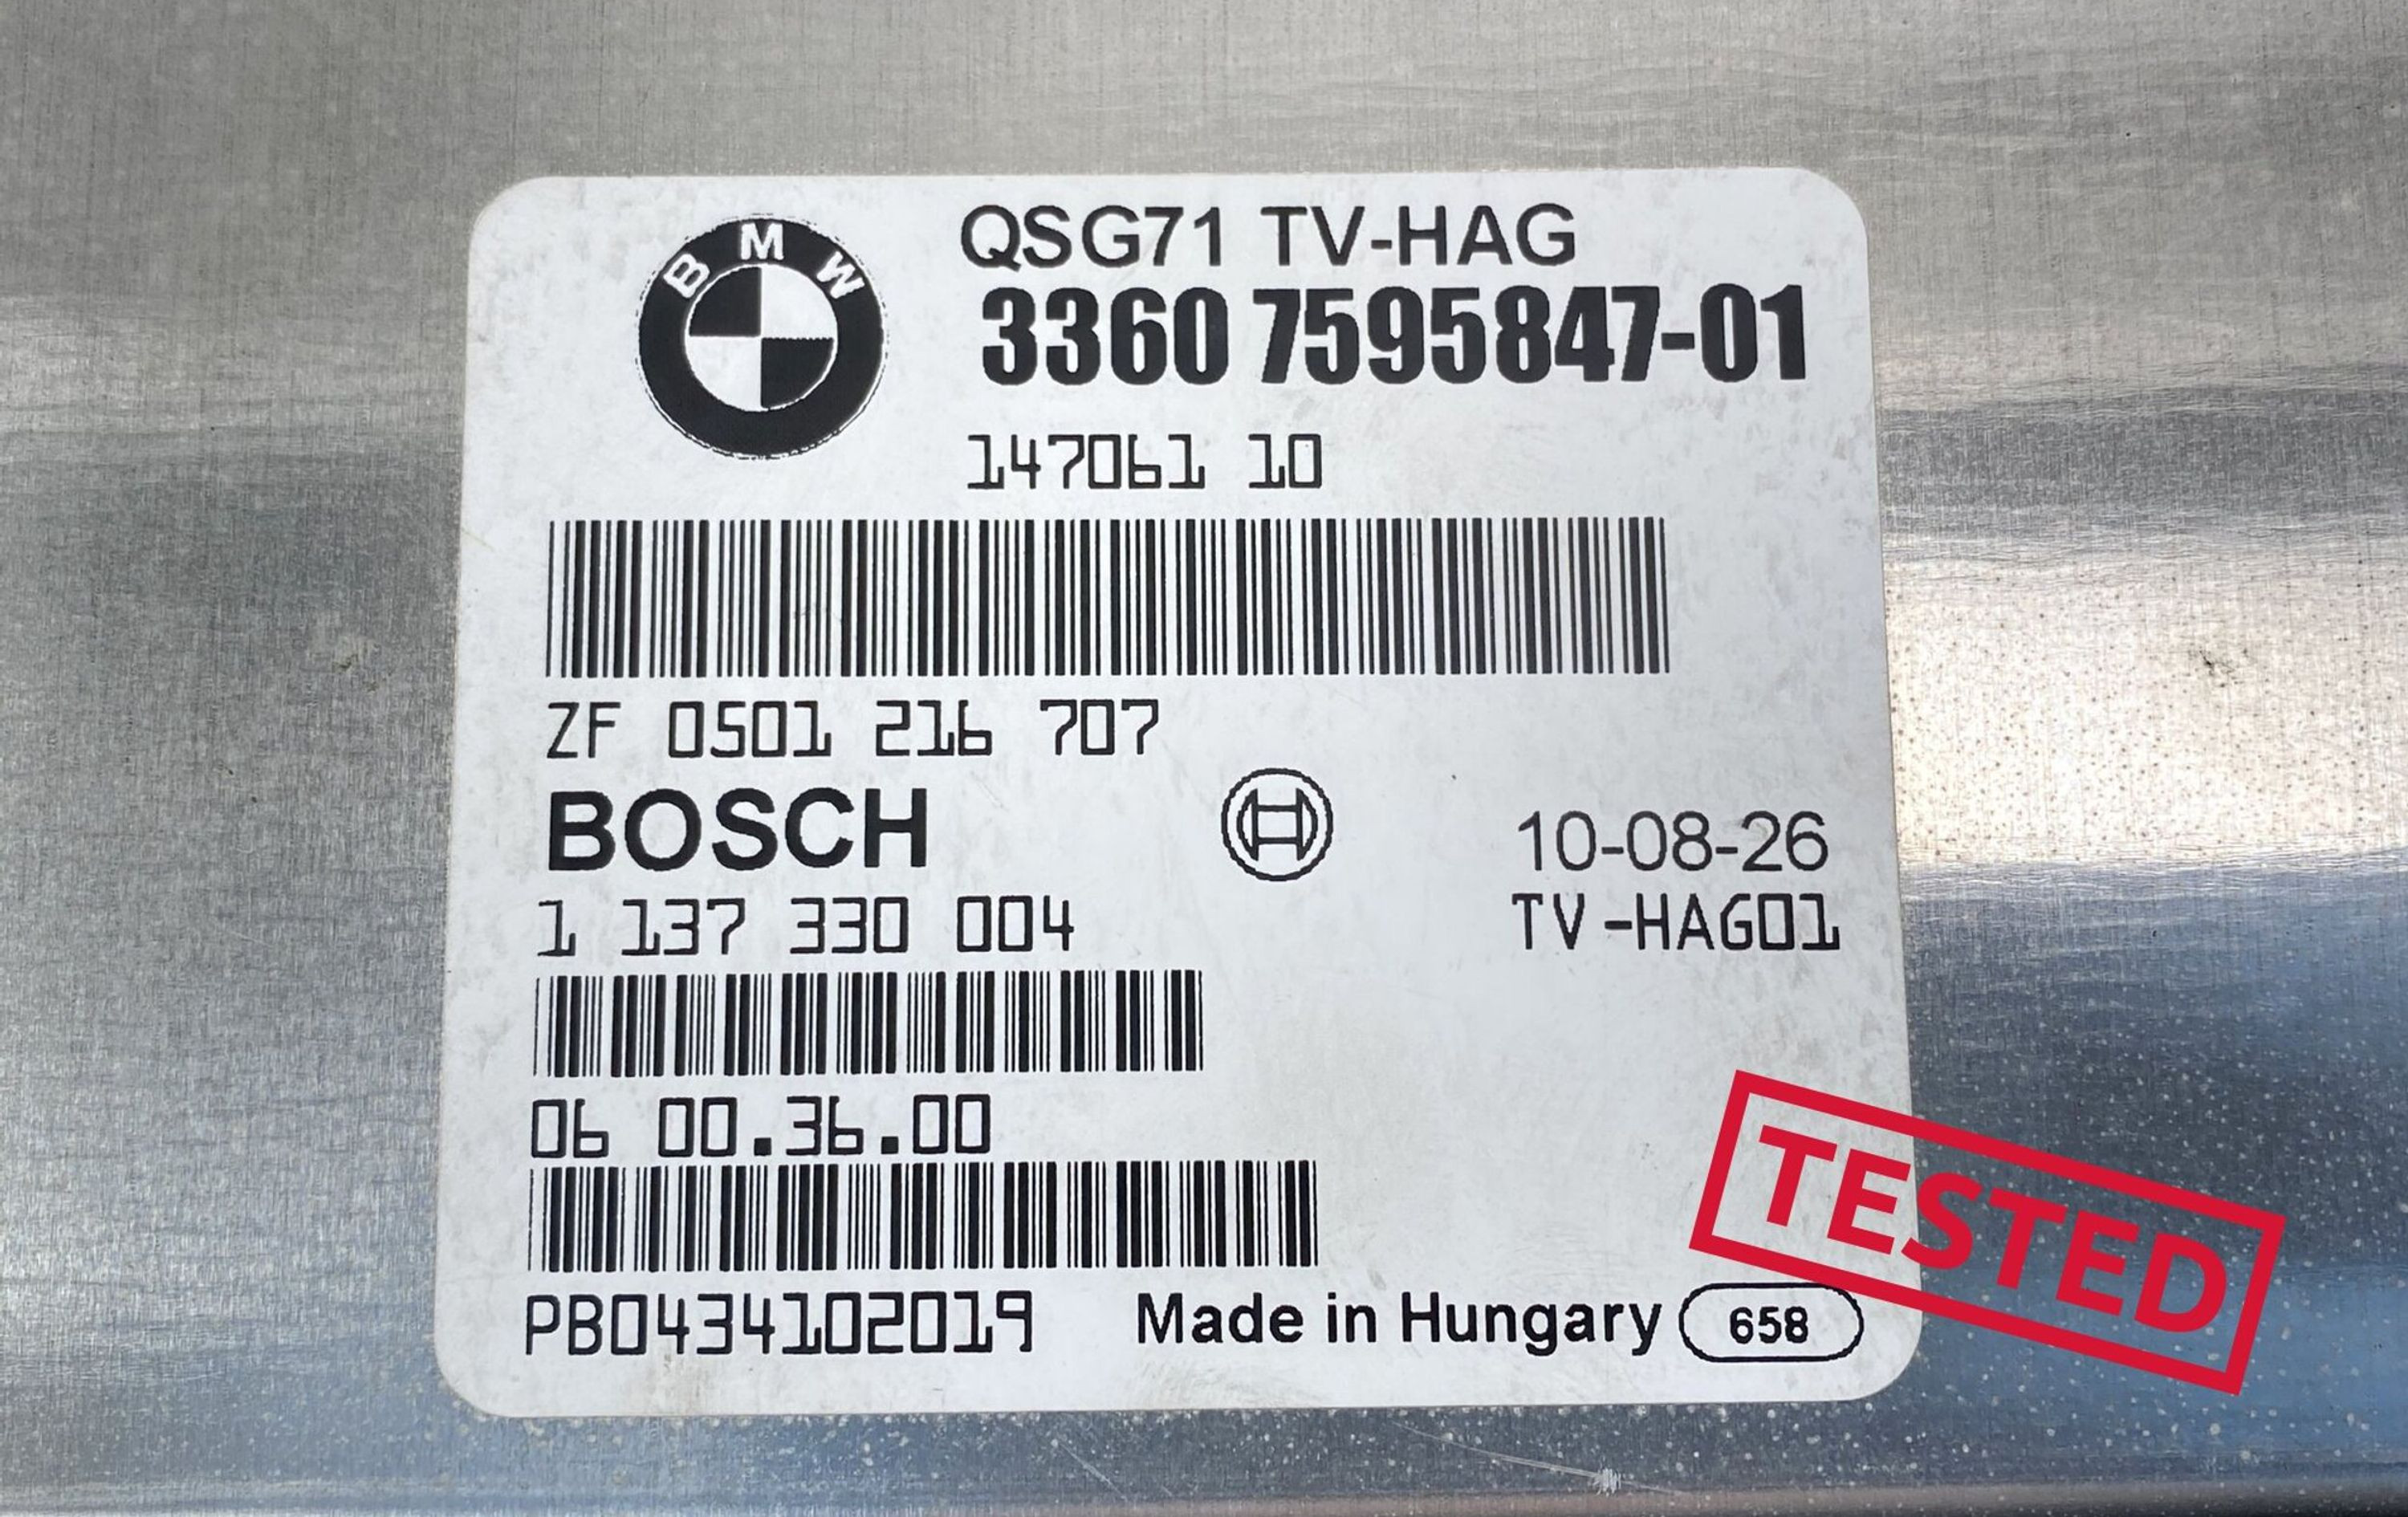 BMW
QSG71 TV-HAG
3360 7595847-01
147061 10
ZF 0501 216 707
BOSCH
10-08-26
1 137 330 004
TV-HAG01
06 00.36.00
PB0434102019
Made in Hungary 658
TESTED